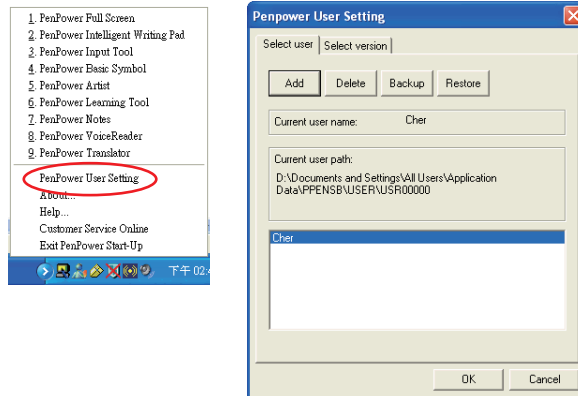 1. PenPower Full Screen
2. PenPower Intelligent Writing Pad
3. PenPower Input Tool
4. PenPower Basic Symbol
5. PenPower Artist
6. PenPower Learning Tool
7. PenPower Notes
8. PenPower VoiceReader
9. PenPower Translator
PenPower User Setting
About...
Help...
Customer Service Online
Exit PenPower Start-Up
下午 02:
Penpower User Setting
Select user
Select version
Add
Delete
Backup
Restore
Current user name:
Cher
Current user path:
D:\Documents and Settings\All Users\Application
Data\PPENSB\USER\USR00000
Cher
OK
Cancel